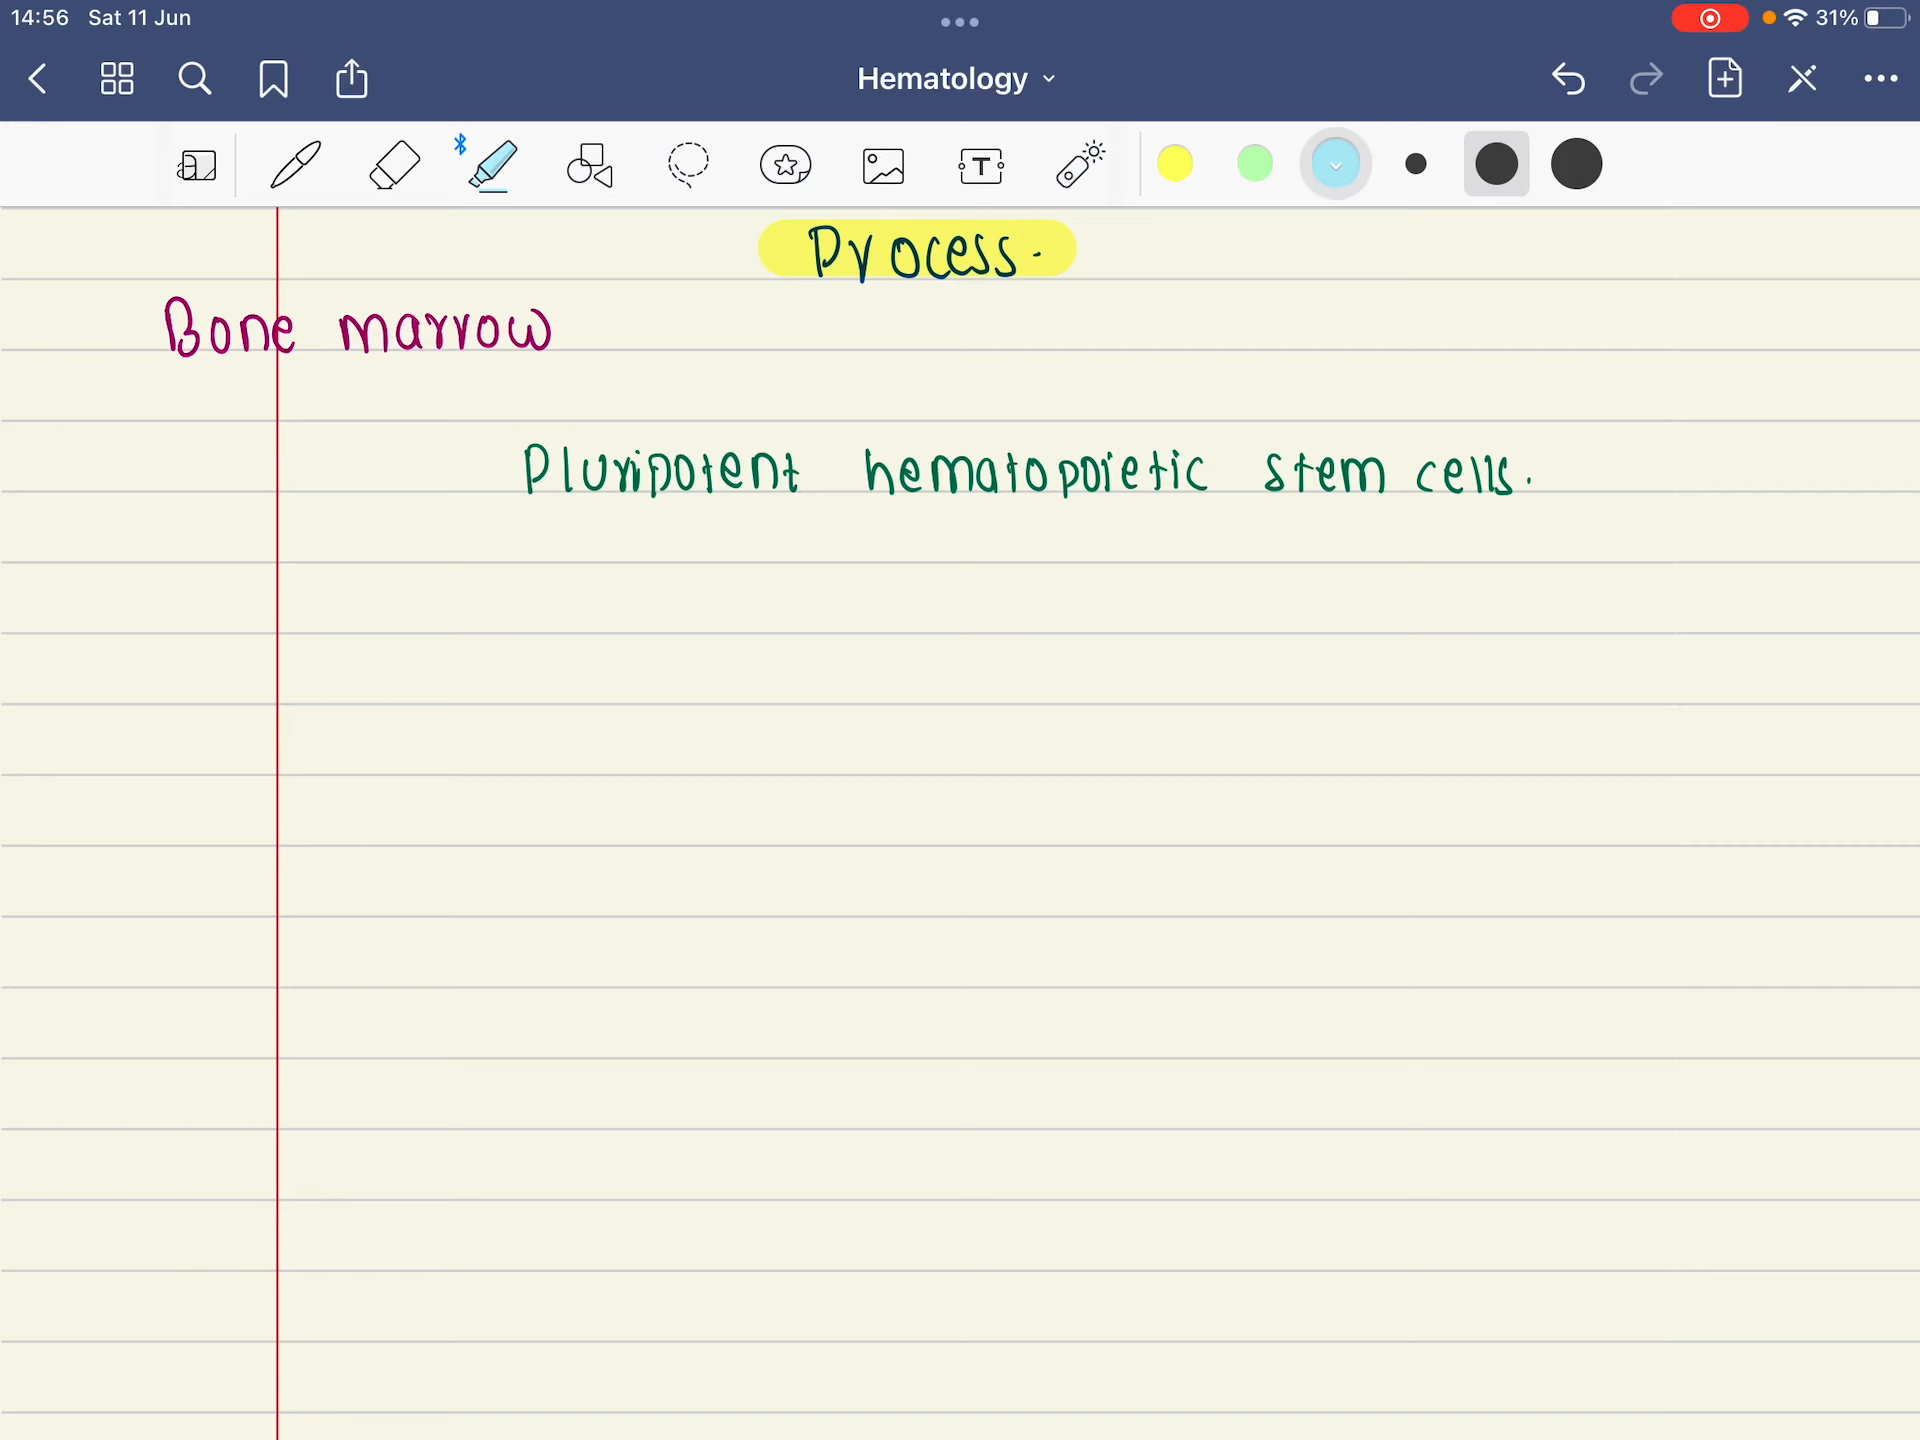 14:56 Sat 11 Jun 31%
Hematology
Process.
Bone marrow
Pluripotent hematopoietic stem cells.